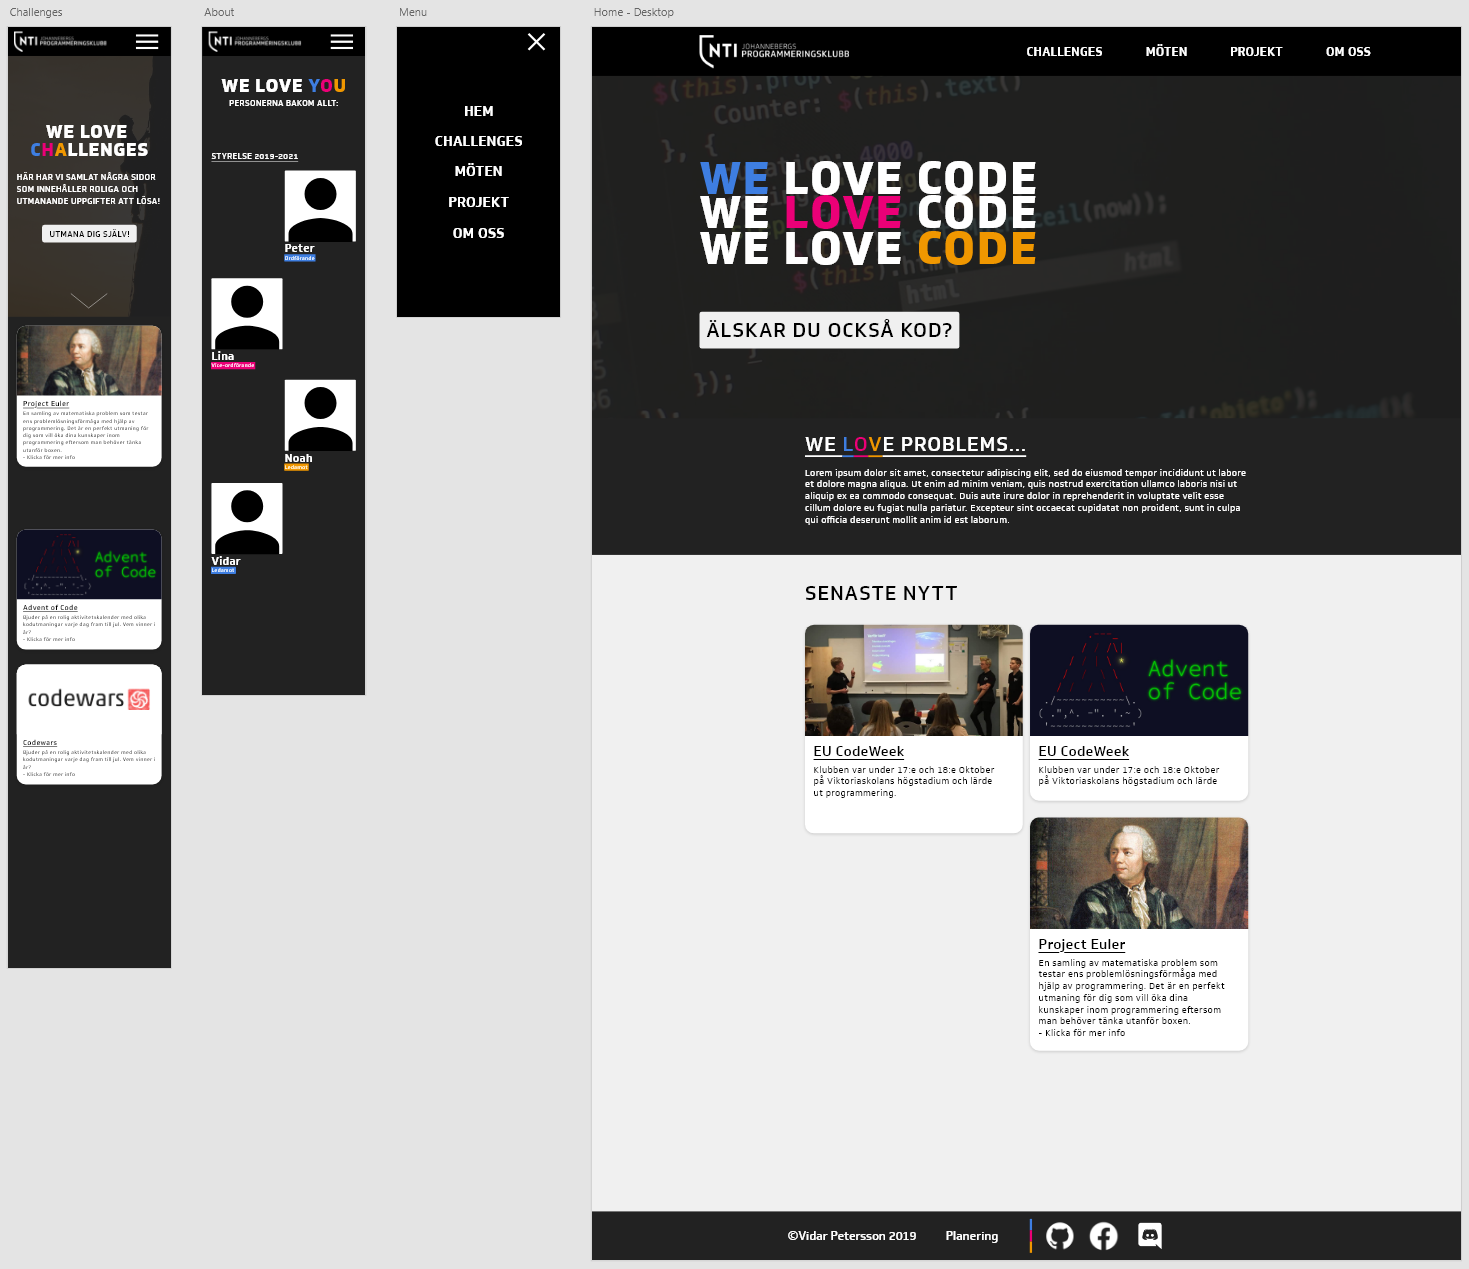 Challenges
NTI JOHANNEBERGS
PROGRAMMERINGSKLUBB
WE LOVE
CHALLENGES
HÄR HAR VI SAMLAT NÅGRA SIDOR
SOM INNEHÅLLER ROLIGA OCH
UTMANANDE UPPGIFTER ATT LÖSA!
UTMANA DIG SJÄLV!
Project Euler
En samling av matematiska problem som testar
ens problemlösningsförmåga med hjälp av
programmering. Det är en perfekt utmaning för
dig som vill öka dina kunskaper inom
programmering eftersom man behöver tänka
utanför boxen.
- Klicka för mer info
Advent
of Code
Advent of Code
Bjuder på en rolig aktivitetskalender med olika
kodutmaningar varje dag fram till jul. Vem vinner i
år?
- Klicka för mer info
codewars
Codewars
Bjuder på en rolig aktivitetskalender med olika
kodutmaningar varje dag fram till jul. Vem vinner i
år?
- Klicka för mer info
About
NTI JOHANNEBERGS
PROGRAMMERINGSKLUBB
WE LOVE YOU
PERSONERNA BAKOM ALLT:
STYRELSE 2019-2021
Peter
Ordförande
Lina
Vice-ordförande
Noah
Ledamot
Vidar
Ledamot
Menu
HEM
CHALLENGES
MÖTEN
PROJEKT
OM OSS
Home - Desktop
NTI JOHANNEBERGS
PROGRAMMERINGSKLUBB
CHALLENGES MÖTEN PROJEKT OM OSS
$(this).text()
Counter: $(this).text()
}, {
4000,
ceil(now));
$(this).html
html
html
});
WE LOVE CODE
WE LOVE CODE
WE LOVE CODE
ÄLSKAR DU OCKSÅ KOD?
WE LOVE PROBLEMS...
Lorem ipsum dolor sit amet, consectetur adipiscing elit, sed do eiusmod tempor incididunt ut labore
et dolore magna aliqua. Ut enim ad minim veniam, quis nostrud exercitation ullamco laboris nisi ut
aliquip ex ea commodo consequat. Duis aute irure dolor in reprehenderit in voluptate velit esse
cillum dolore eu fugiat nulla pariatur. Excepteur sint occaecat cupidatat non proident, sunt in culpa
qui officia deserunt mollit anim id est laborum.
SENASTE NYTT
EU CodeWeek
Klubben var under 17:e och 18:e Oktober
på Viktoriaskolans högstadium och lärde
ut programmering.
Advent
of Code
EU CodeWeek
Klubben var under 17:e och 18:e Oktober
på Viktoriaskolans högstadium och lärde
Project Euler
En samling av matematiska problem som
testar ens problemlösningsförmåga med
hjälp av programmering. Det är en perfekt
utmaning för dig som vill öka dina
kunskaper inom programmering eftersom
man behöver tänka utanför boxen.
- Klicka för mer info
©Vidar Petersson 2019 Planering